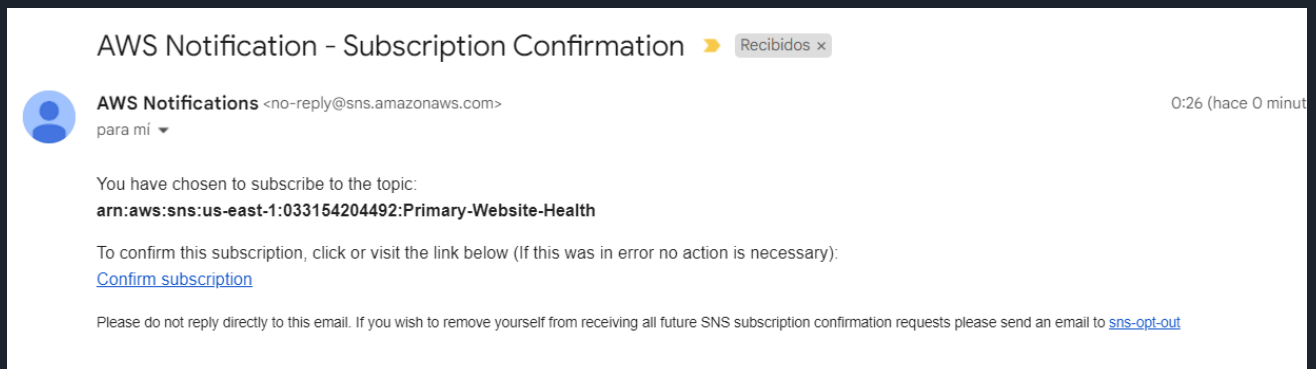 AWS Notification - Subscription Confirmation Recibidos ×
AWS Notifications <no-reply@sns.amazonaws.com> 0:26 (hace 0 minut
para mí
You have chosen to subscribe to the topic:
arn:aws:sns:us-east-1:033154204492:Primary-Website-Health
To confirm this subscription, click or visit the link below (If this was in error no action is necessary):
Confirm subscription
Please do not reply directly to this email. If you wish to remove yourself from receiving all future SNS subscription confirmation requests please send an email to sns-opt-out